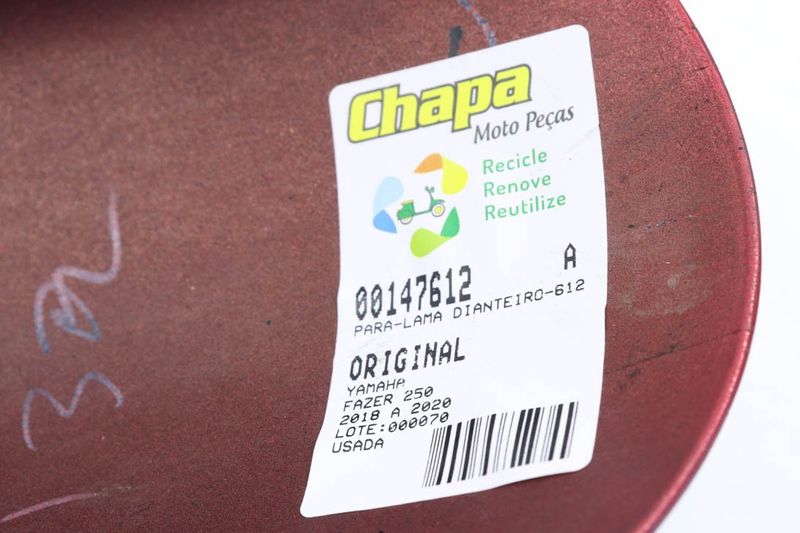 Chapa
Moto Peças
Recicle
Renove
Reutilize
00147612 A
PARA-LAMA DIANTEIRO-612
ORIGINAL
YAMAHA
FAZER 250
2018 A 2020
LOTE:000070
USADA